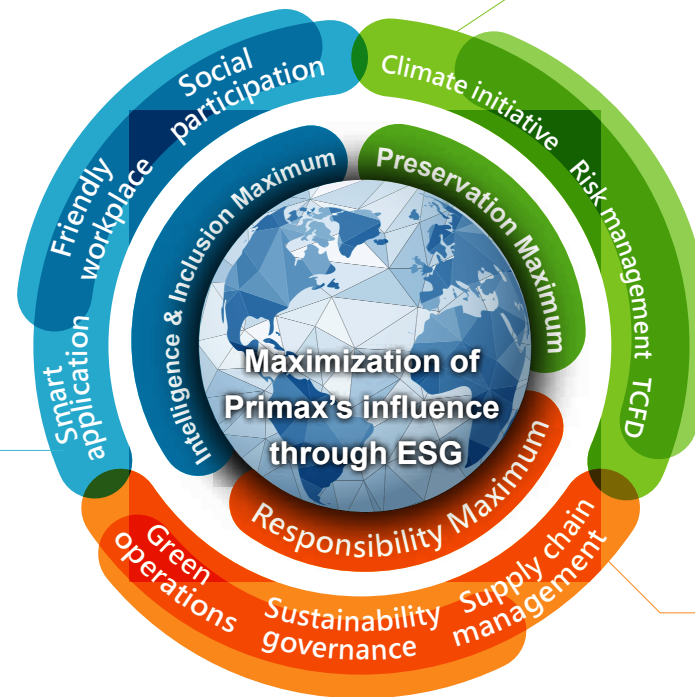 Social
participation
Friendly
workplace
Smart
application
Climate initiative
Risk management
TCFD
Green
operations
Sustainability
governance
Supply chain
management
Intelligence & Inclusion Maximum
Preservation Maximum
Responsibility Maximum
Maximization of
Primax's influence
through ESG